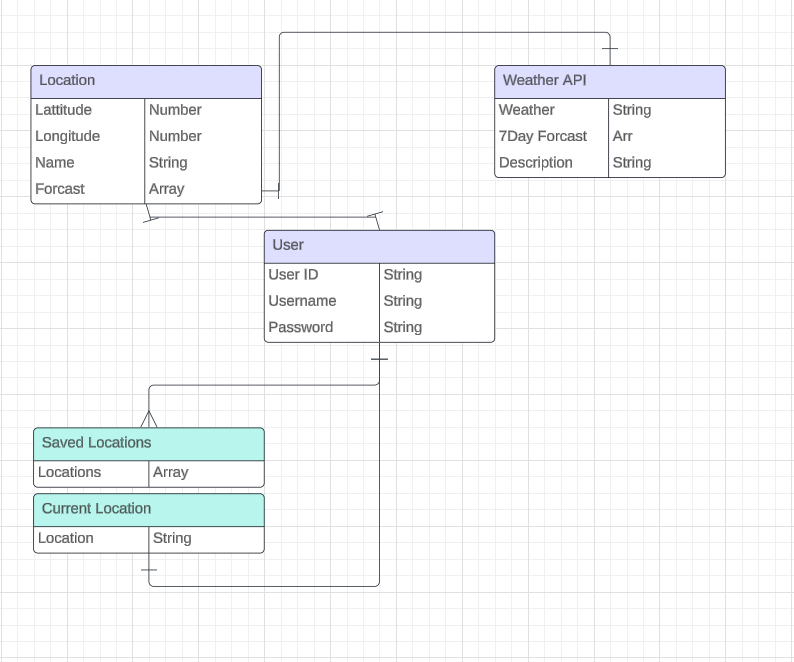 Location
Lattitude Number
Longitude Number
Name String
Forcast Array
Weather API
Weather String
7Day Forcast Arr
Description String
User
User ID String
Username String
Password String
Saved Locations
Locations Array
Current Location
Location String